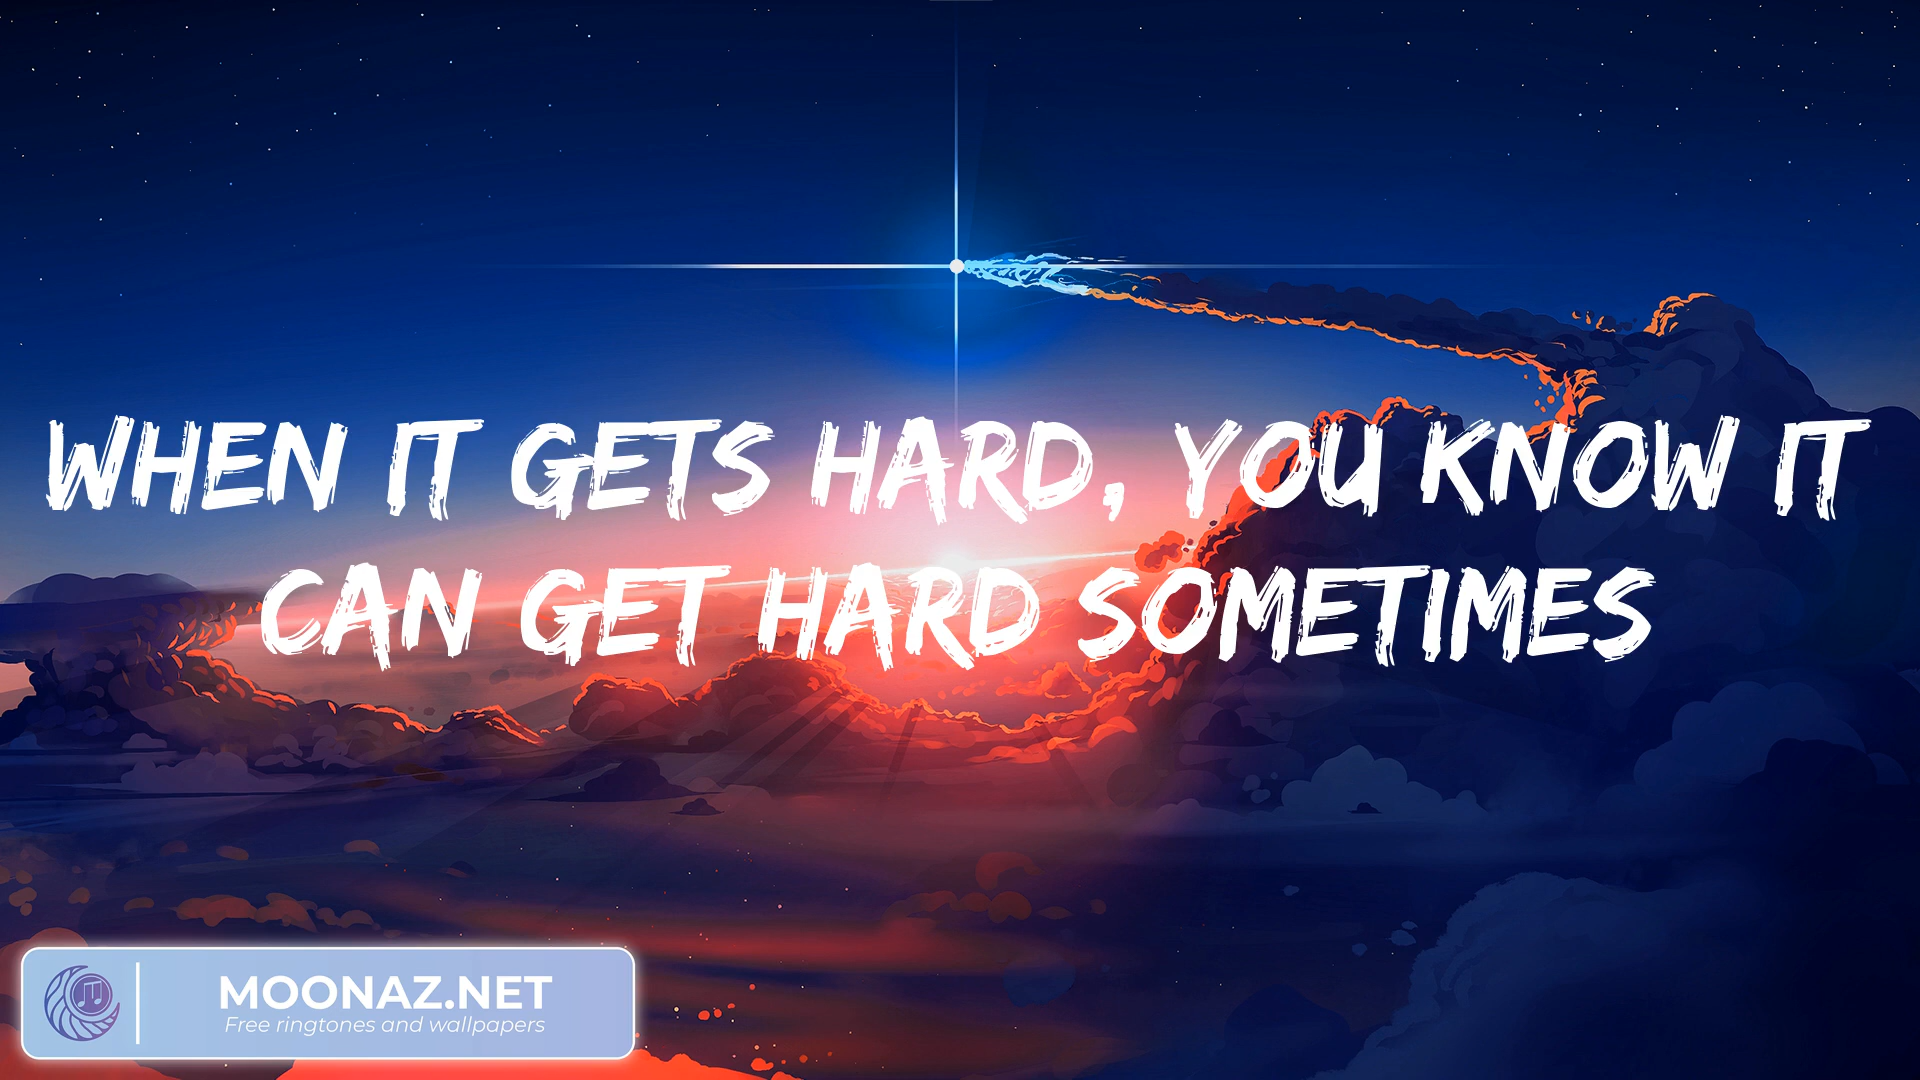 WHEN IT GETS HARD, YOU KNOW IT
CAN GET HARD SOMETIMES
MOONAZ.NET
Free ringtones and wallpapers